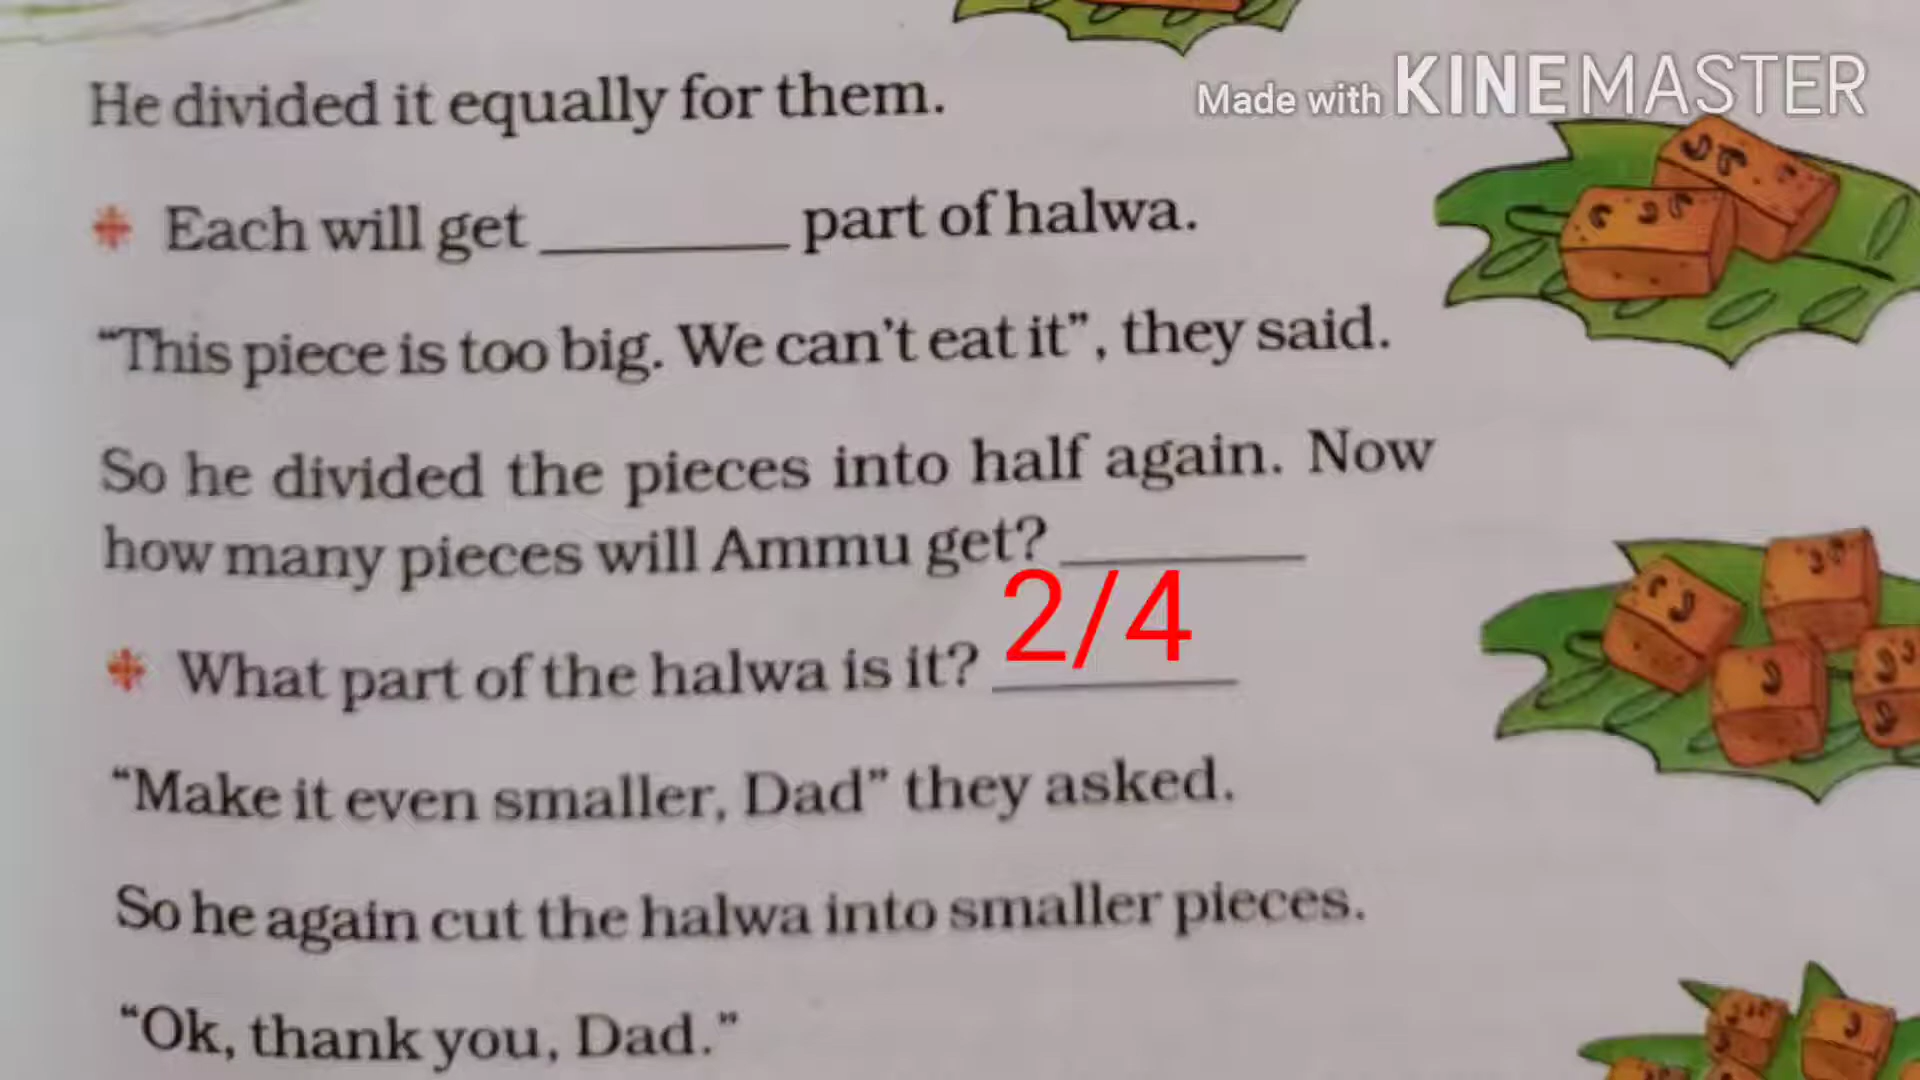 Made with KINEMASTER
He divided it equally for them.
Each will get ________ part of halwa.
“This piece is too big. We can’t eat it”, they said.
So he divided the pieces into half again. Now
how many pieces will Ammu get? ________
2/4
What part of the halwa is it? ________
“Make it even smaller, Dad” they asked.
So he again cut the halwa into smaller pieces.
“Ok, thank you, Dad.”